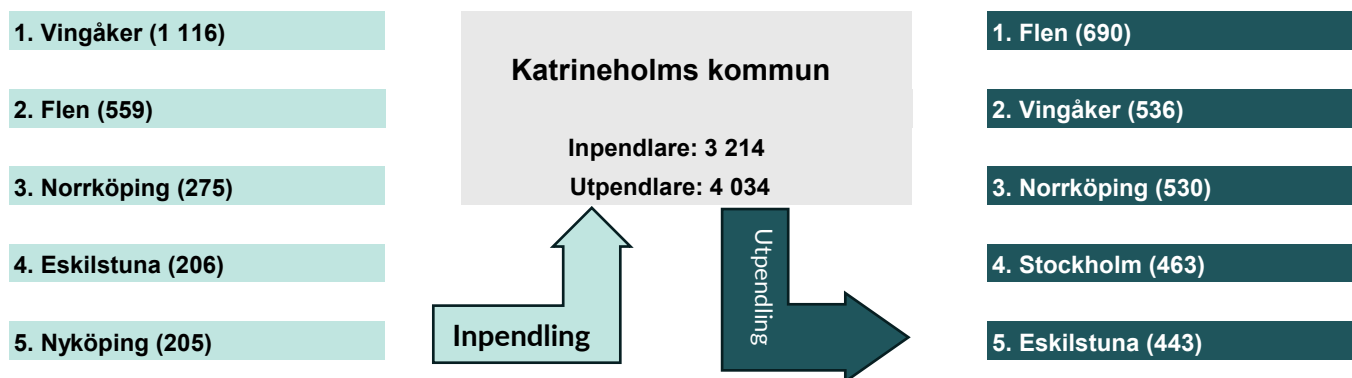 1. Vingåker (1 116)
2. Flen (559)
3. Norrköping (275)
4. Eskilstuna (206)
5. Nyköping (205)
Katrineholms kommun
Inpendlare: 3 214
Utpendlare: 4 034
Inpendling
Utpendling
1. Flen (690)
2. Vingåker (536)
3. Norrköping (530)
4. Stockholm (463)
5. Eskilstuna (443)